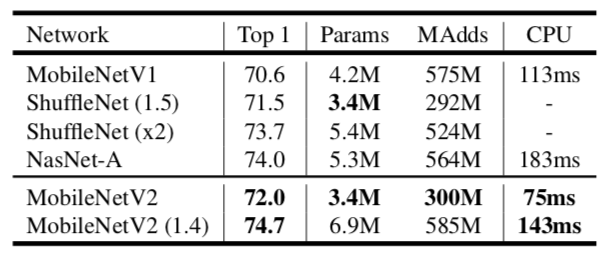 Network Top 1 Params MAdds CPU
MobileNetV1 70.6 4.2M 575M 113ms
ShuffleNet (1.5) 71.5 3.4M 292M -
ShuffleNet (x2) 73.7 5.4M 524M -
NasNet-A 74.0 5.3M 564M 183ms
MobileNetV2 72.0 3.4M 300M 75ms
MobileNetV2 (1.4) 74.7 6.9M 585M 143ms